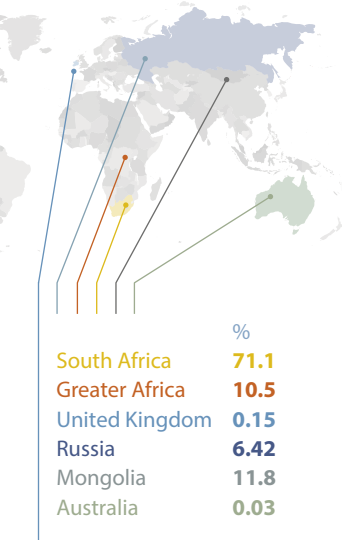 %
South Africa 71.1
Greater Africa 10.5
United Kingdom 0.15
Russia 6.42
Mongolia 11.8
Australia 0.03